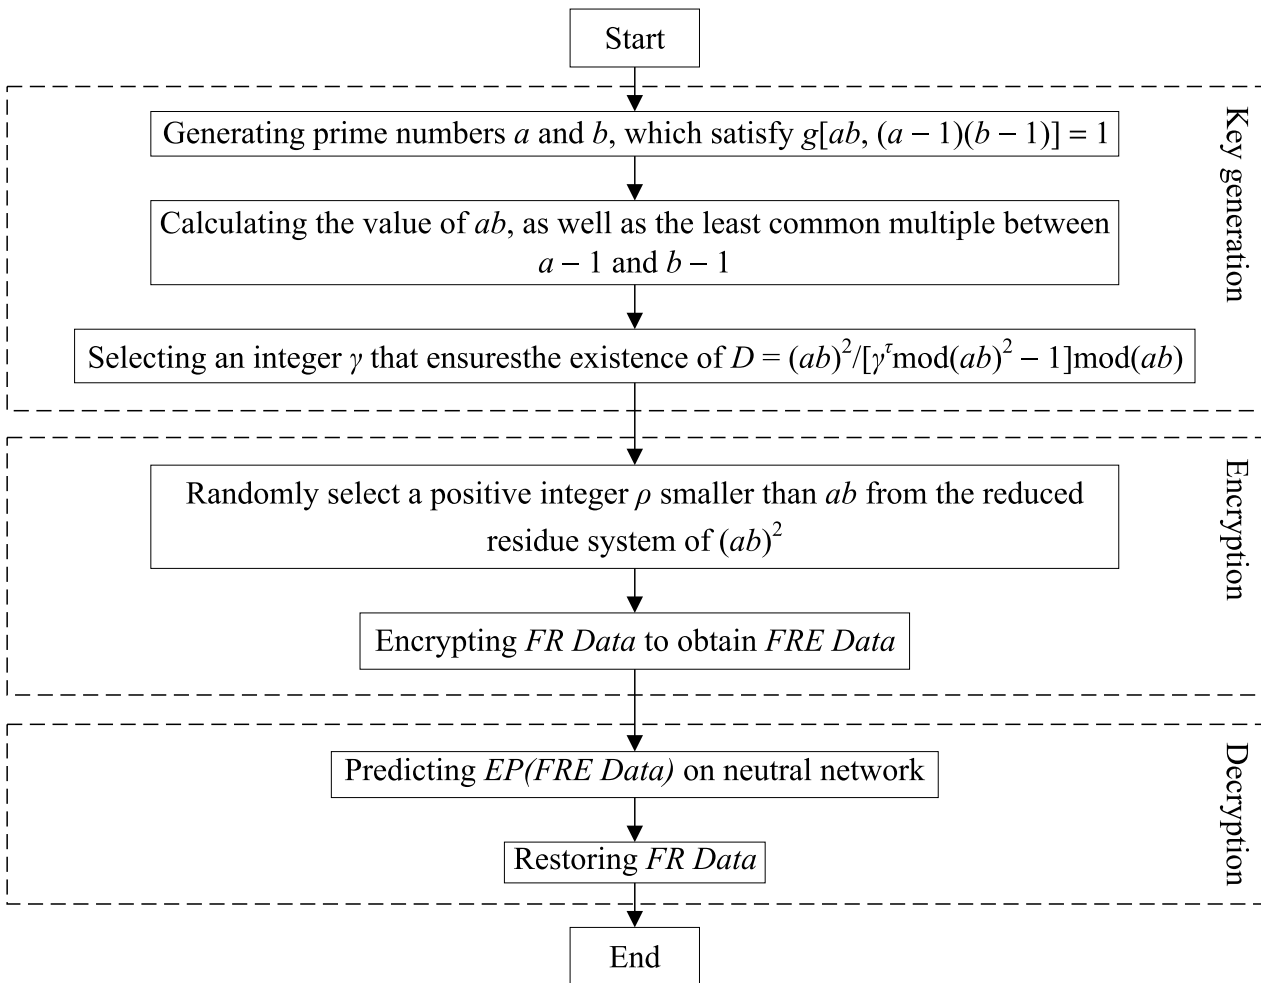 Start
Key generation
Generating prime numbers a and b, which satisfy g[ab, (a − 1)(b − 1)] = 1
Calculating the value of ab, as well as the least common multiple between
a − 1 and b − 1
Selecting an integer γ that ensuresthe existence of D = (ab)²/[γ^τ mod(ab)² − 1]mod(ab)
Encryption
Randomly select a positive integer ρ smaller than ab from the reduced
residue system of (ab)²
Encrypting FR Data to obtain FRE Data
Decryption
Predicting EP(FRE Data) on neutral network
Restoring FR Data
End